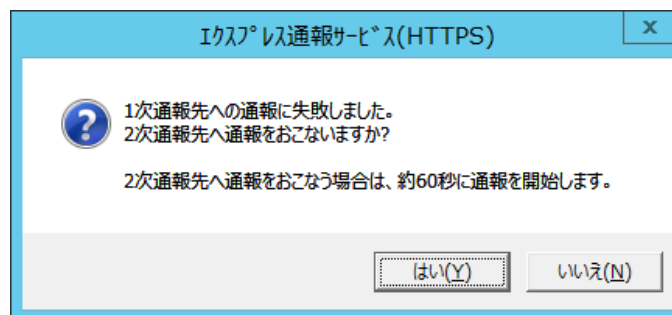 ｴｸｽﾌﾟﾚｽ通報ｻｰﾋﾞｽ(HTTPS)
x
1次通報先への通報に失敗しました。
2次通報先へ通報をおこないますか?
2次通報先へ通報をおこなう場合は、約60秒に通報を開始します。
はい(Y)
いいえ(N)